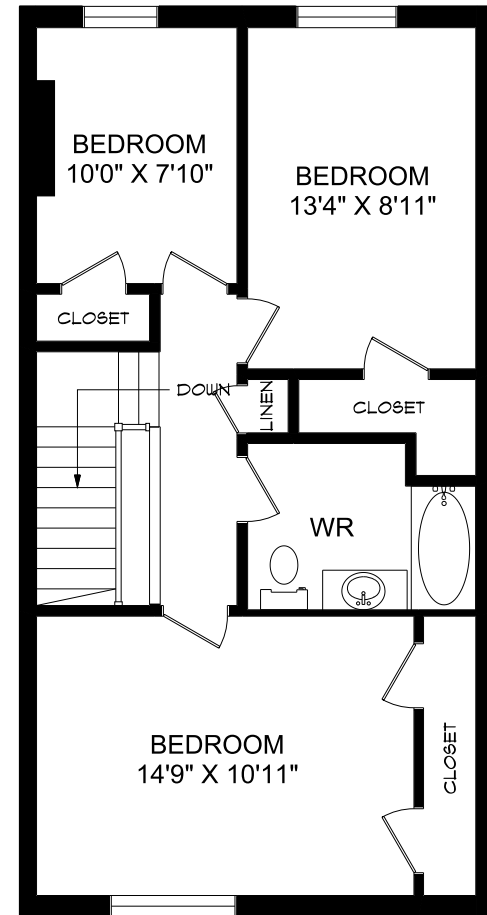 BEDROOM
10'0" X 7'10"
BEDROOM
13'4" X 8'11"
CLOSET
DOWN
LINEN
CLOSET
WR
BEDROOM
14'9" X 10'11"
CLOSET